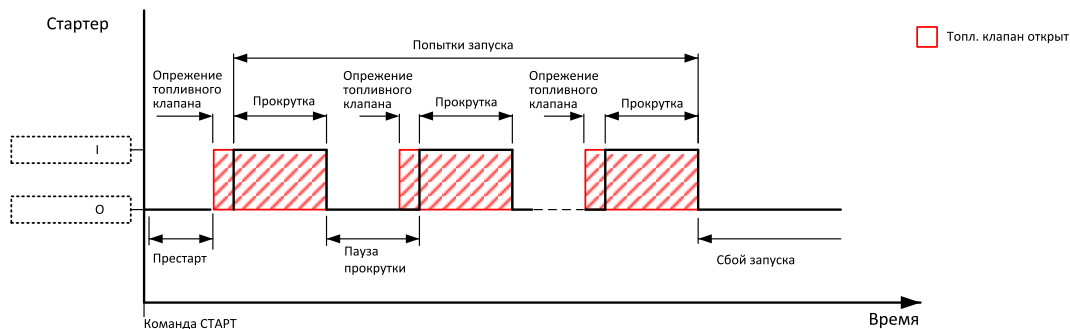 Стартер
Топл. клапан открыт
Попытки запуска
Опрежение
топливного
клапана
Прокрутка
Опрежение
топливного
клапана
Прокрутка
Опрежение
топливного
клапана
Прокрутка
I
O
Престарт
Пауза
прокрутки
Сбой запуска
Команда СТАРТ
Время